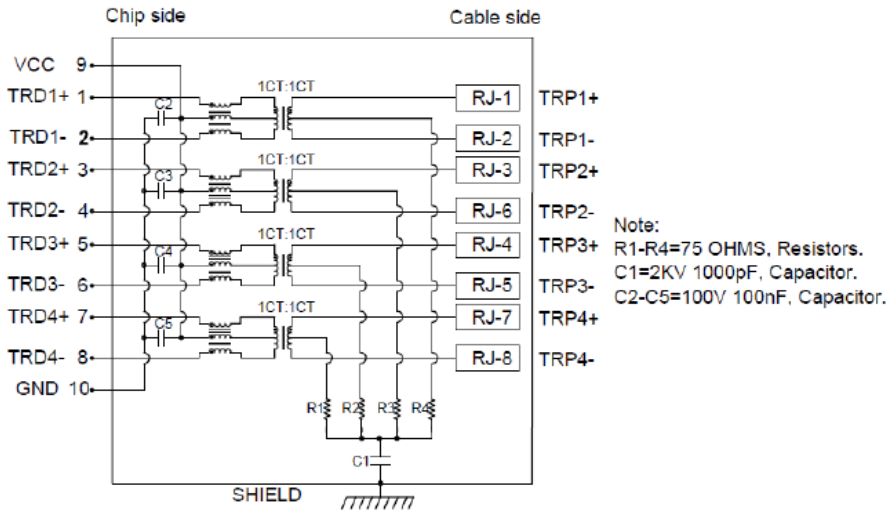 Chip side
Cable side
VCC 9
TRD1+ 1
C2
1CT:1CT
RJ-1
TRP1+
TRD1- 2
RJ-2
TRP1-
TRD2+ 3
C3
1CT:1CT
RJ-3
TRP2+
TRD2- 4
RJ-6
TRP2-
TRD3+ 5
C4
1CT:1CT
RJ-4
TRP3+
TRD3- 6
RJ-5
TRP3-
TRD4+ 7
C5
1CT:1CT
RJ-7
TRP4+
TRD4- 8
RJ-8
TRP4-
GND 10
R1
R2
R3
R4
C1
SHIELD
Note:
R1-R4=75 OHMS, Resistors.
C1=2KV 1000pF, Capacitor.
C2-C5=100V 100nF, Capacitor.